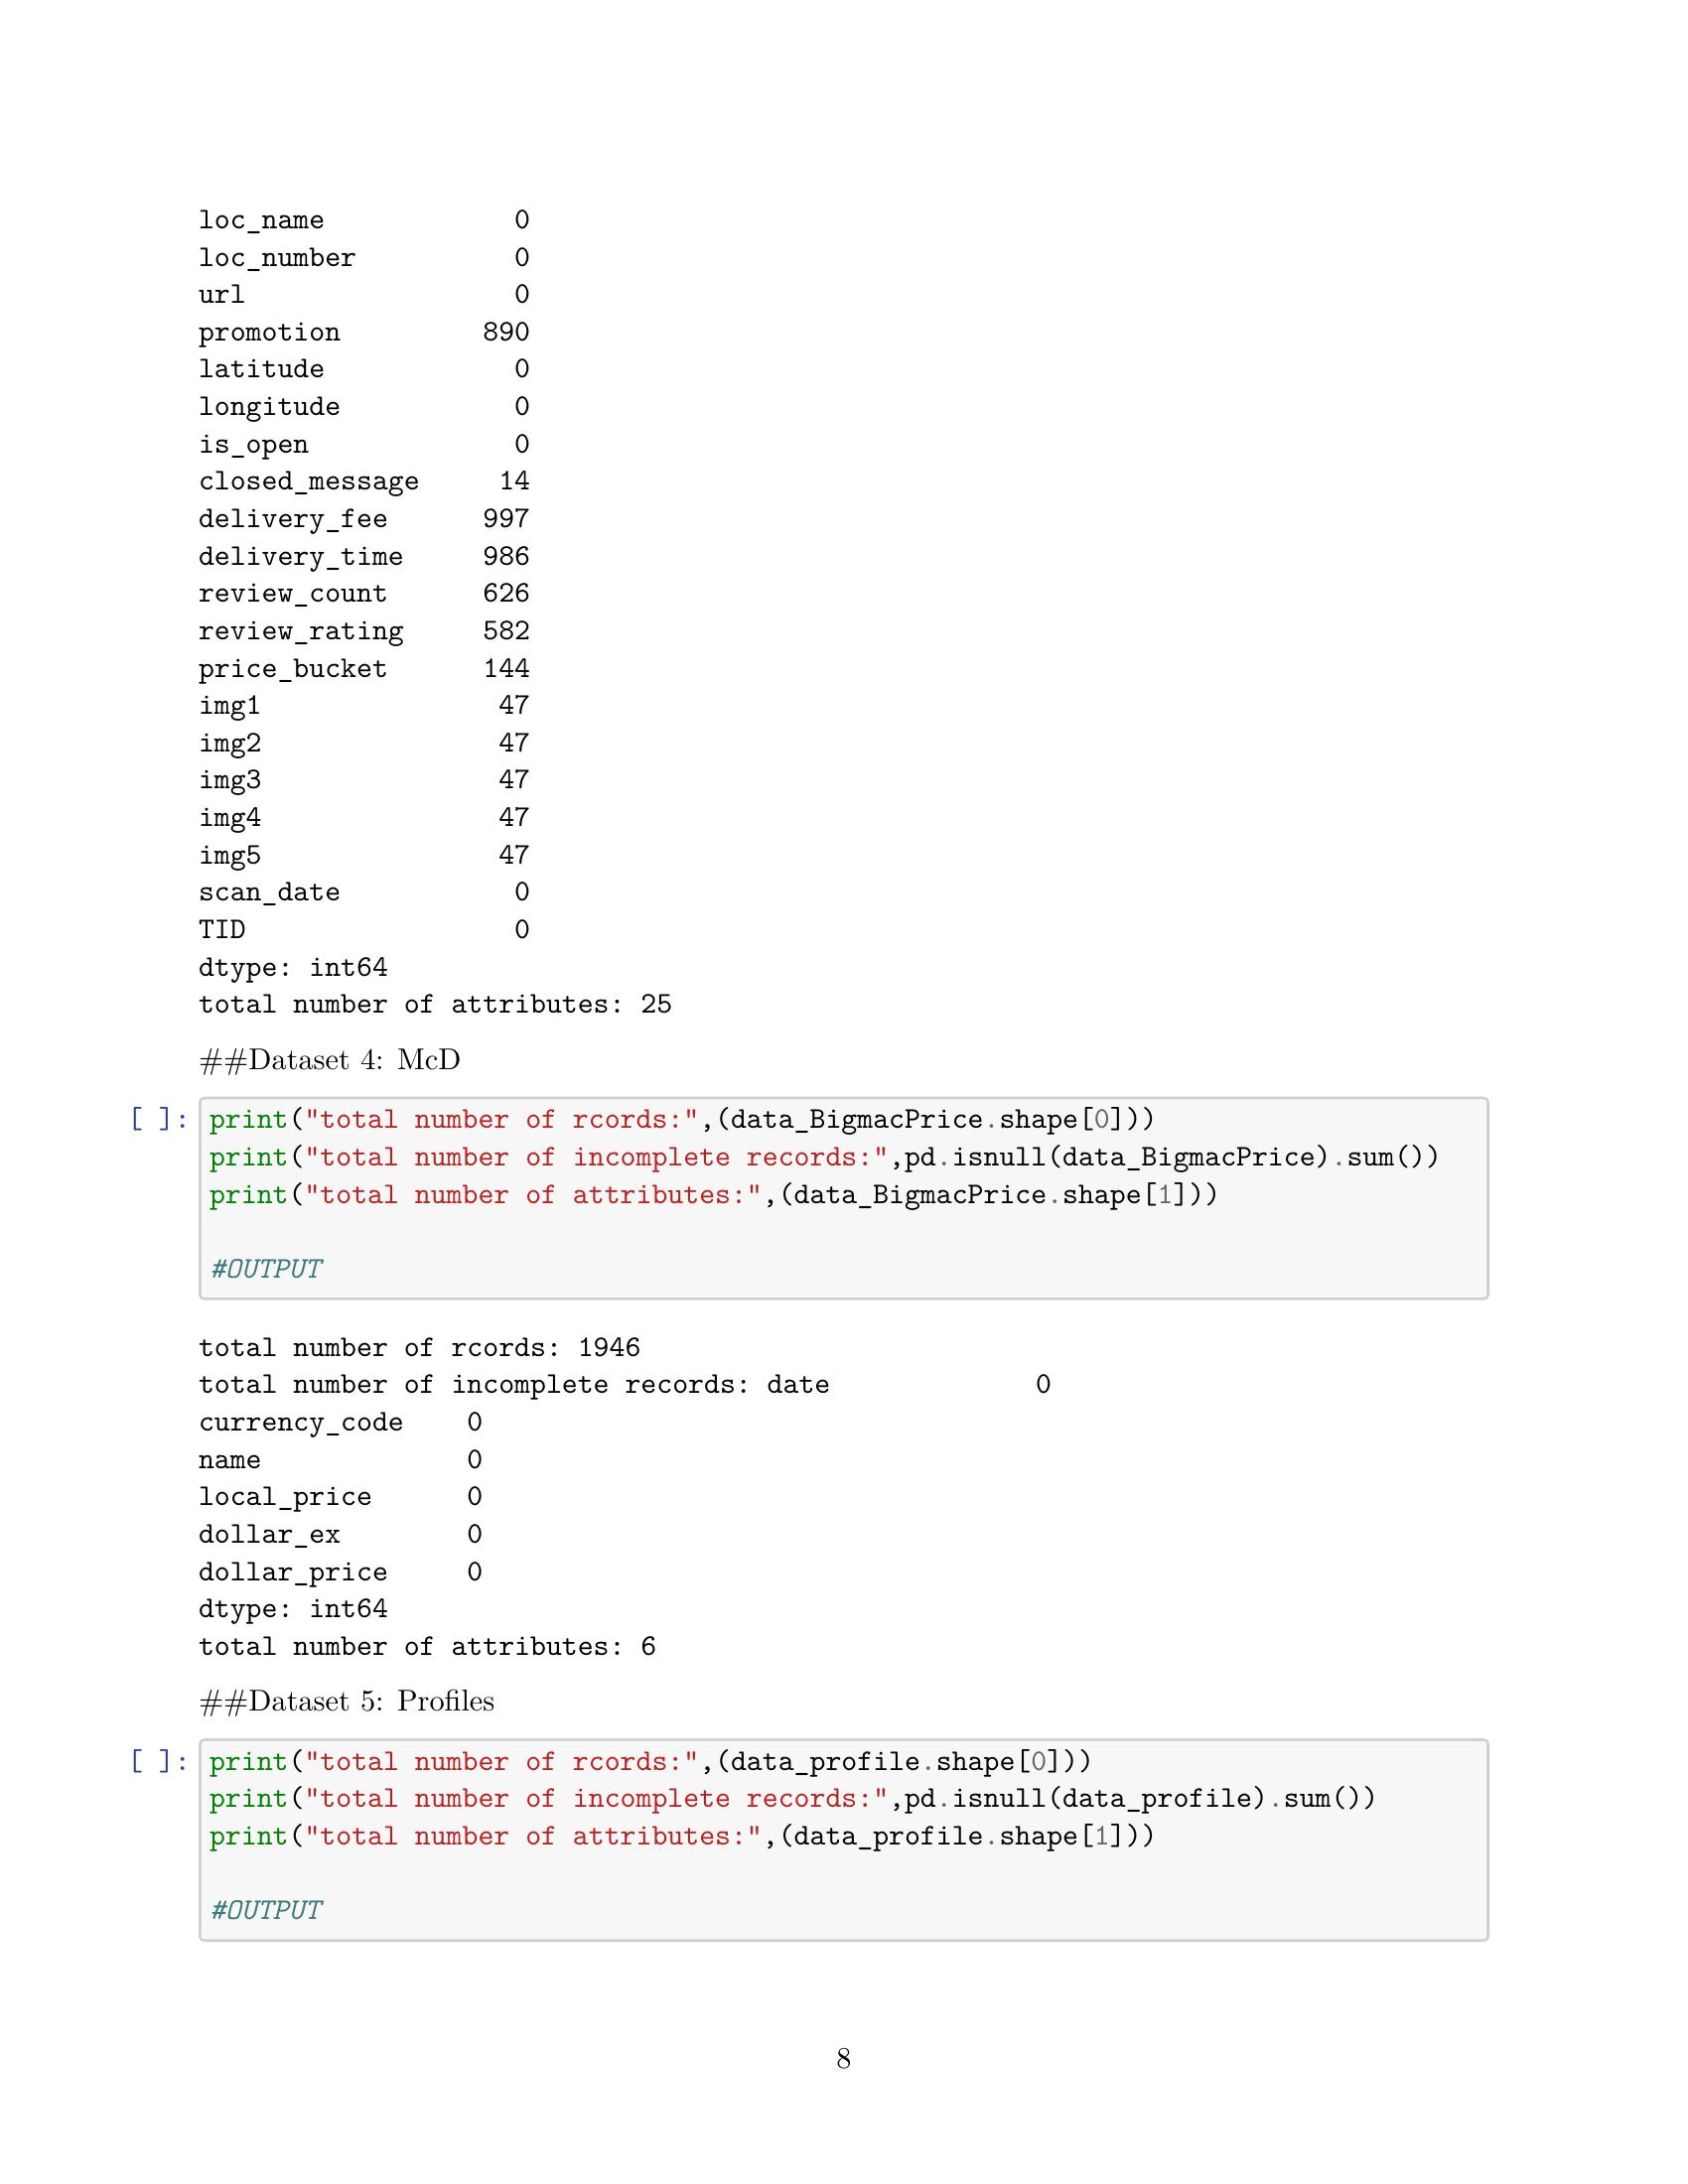 loc_name            0
loc_number          0
url                 0
promotion         890
latitude            0
longitude           0
is_open             0
closed_message     14
delivery_fee      997
delivery_time     986
review_count      626
review_rating     582
price_bucket      144
img1               47
img2               47
img3               47
img4               47
img5               47
scan_date           0
TID                 0
dtype: int64
total number of attributes: 25
##Dataset 4: McD
[ ]: print("total number of rcords:",(data_BigmacPrice.shape[0]))
print("total number of incomplete records:",pd.isnull(data_BigmacPrice).sum())
print("total number of attributes:",(data_BigmacPrice.shape[1]))
#OUTPUT
total number of rcords: 1946
total number of incomplete records: date             0
currency_code    0
name             0
local_price      0
dollar_ex        0
dollar_price     0
dtype: int64
total number of attributes: 6
##Dataset 5: Profiles
[ ]: print("total number of rcords:",(data_profile.shape[0]))
print("total number of incomplete records:",pd.isnull(data_profile).sum())
print("total number of attributes:",(data_profile.shape[1]))
#OUTPUT
8